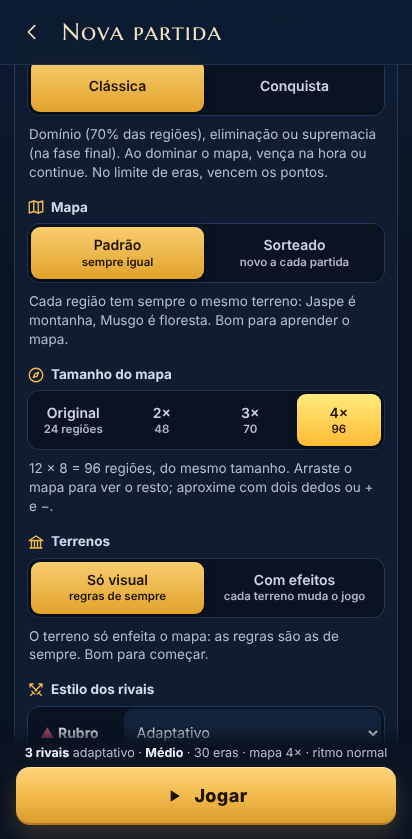 Nova partida
Clássica
Conquista
Domínio (70% das regiões), eliminação ou supremacia
(na fase final). Ao dominar o mapa, vença na hora ou
continue. No limite de eras, vencem os pontos.
Mapa
Padrão
sempre igual
Sorteado
novo a cada partida
Cada região tem sempre o mesmo terreno: Jaspe é
montanha, Musgo é floresta. Bom para aprender o
mapa.
Tamanho do mapa
Original
24 regiões
2×
48
3×
70
4×
96
12 × 8 = 96 regiões, do mesmo tamanho. Arraste o
mapa para ver o resto; aproxime com dois dedos ou +
e −.
Terrenos
Só visual
regras de sempre
Com efeitos
cada terreno muda o jogo
O terreno só enfeita o mapa: as regras são as de
sempre. Bom para começar.
Estilo dos rivais
Rubro
Adaptativo
3 rivais adaptativo · Médio · 30 eras · mapa 4× · ritmo normal
Jogar